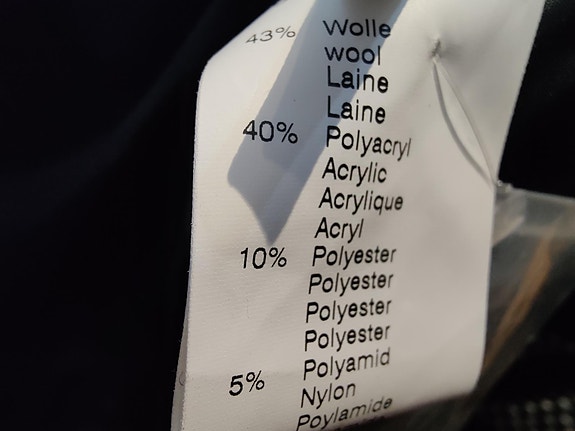 43% Wolle
wool
Laine
Laine
40% Polyacryl
Acrylic
Acrylique
Acryl
10% Polyester
Polyester
Polyester
Polyester
5% Polyamid
Nylon
Poylamide